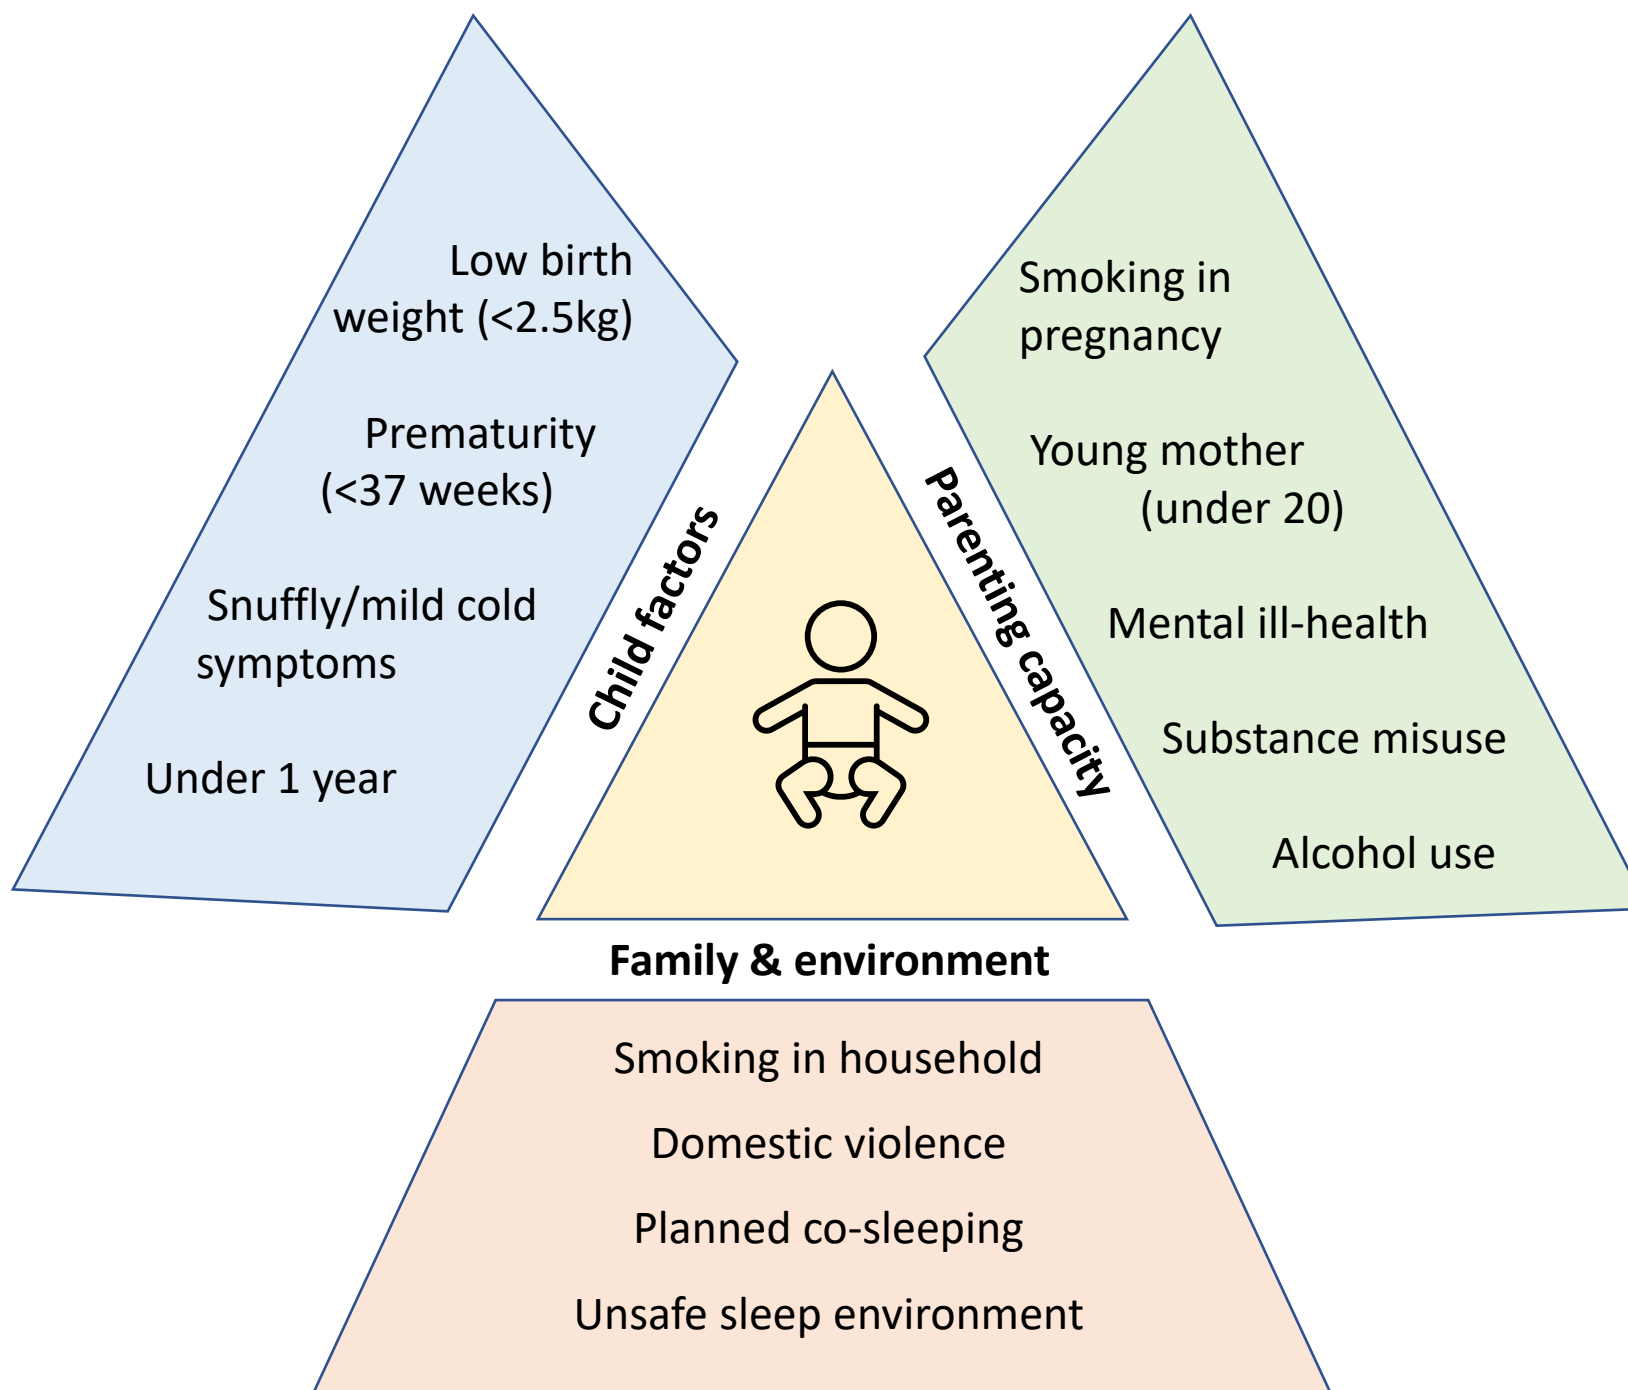 Low birth
weight (<2.5kg)
Prematurity
(<37 weeks)
Snuffly/mild cold
symptoms
Under 1 year
Child factors
Parenting capacity
Smoking in
pregnancy
Young mother
(under 20)
Mental ill-health
Substance misuse
Alcohol use
Family & environment
Smoking in household
Domestic violence
Planned co-sleeping
Unsafe sleep environment